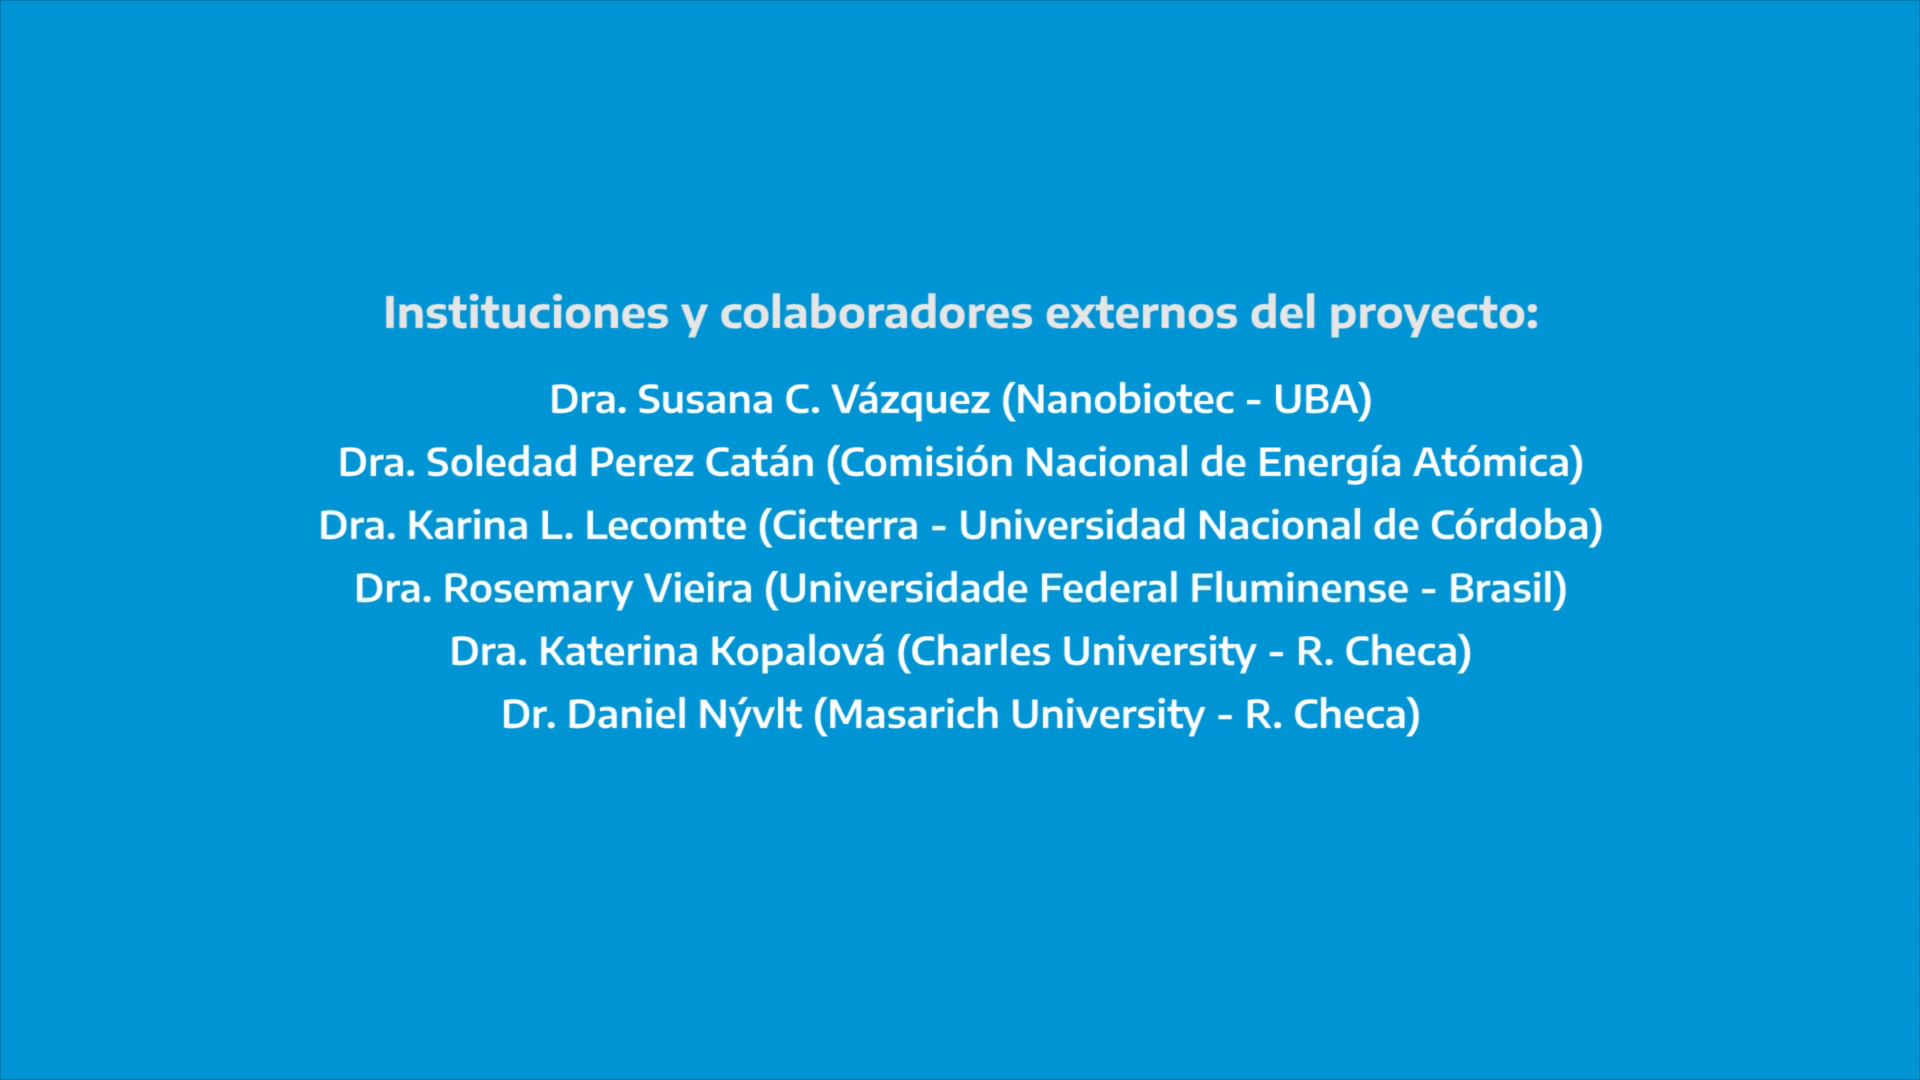 Instituciones y colaboradores externos del proyecto:
Dra. Susana C. Vázquez (Nanobiotec - UBA)
Dra. Soledad Perez Catán (Comisión Nacional de Energía Atómica)
Dra. Karina L. Lecomte (Cicterra - Universidad Nacional de Córdoba)
Dra. Rosemary Vieira (Universidade Federal Fluminense - Brasil)
Dra. Katerina Kopalová (Charles University - R. Checa)
Dr. Daniel Nývlt (Masarich University - R. Checa)